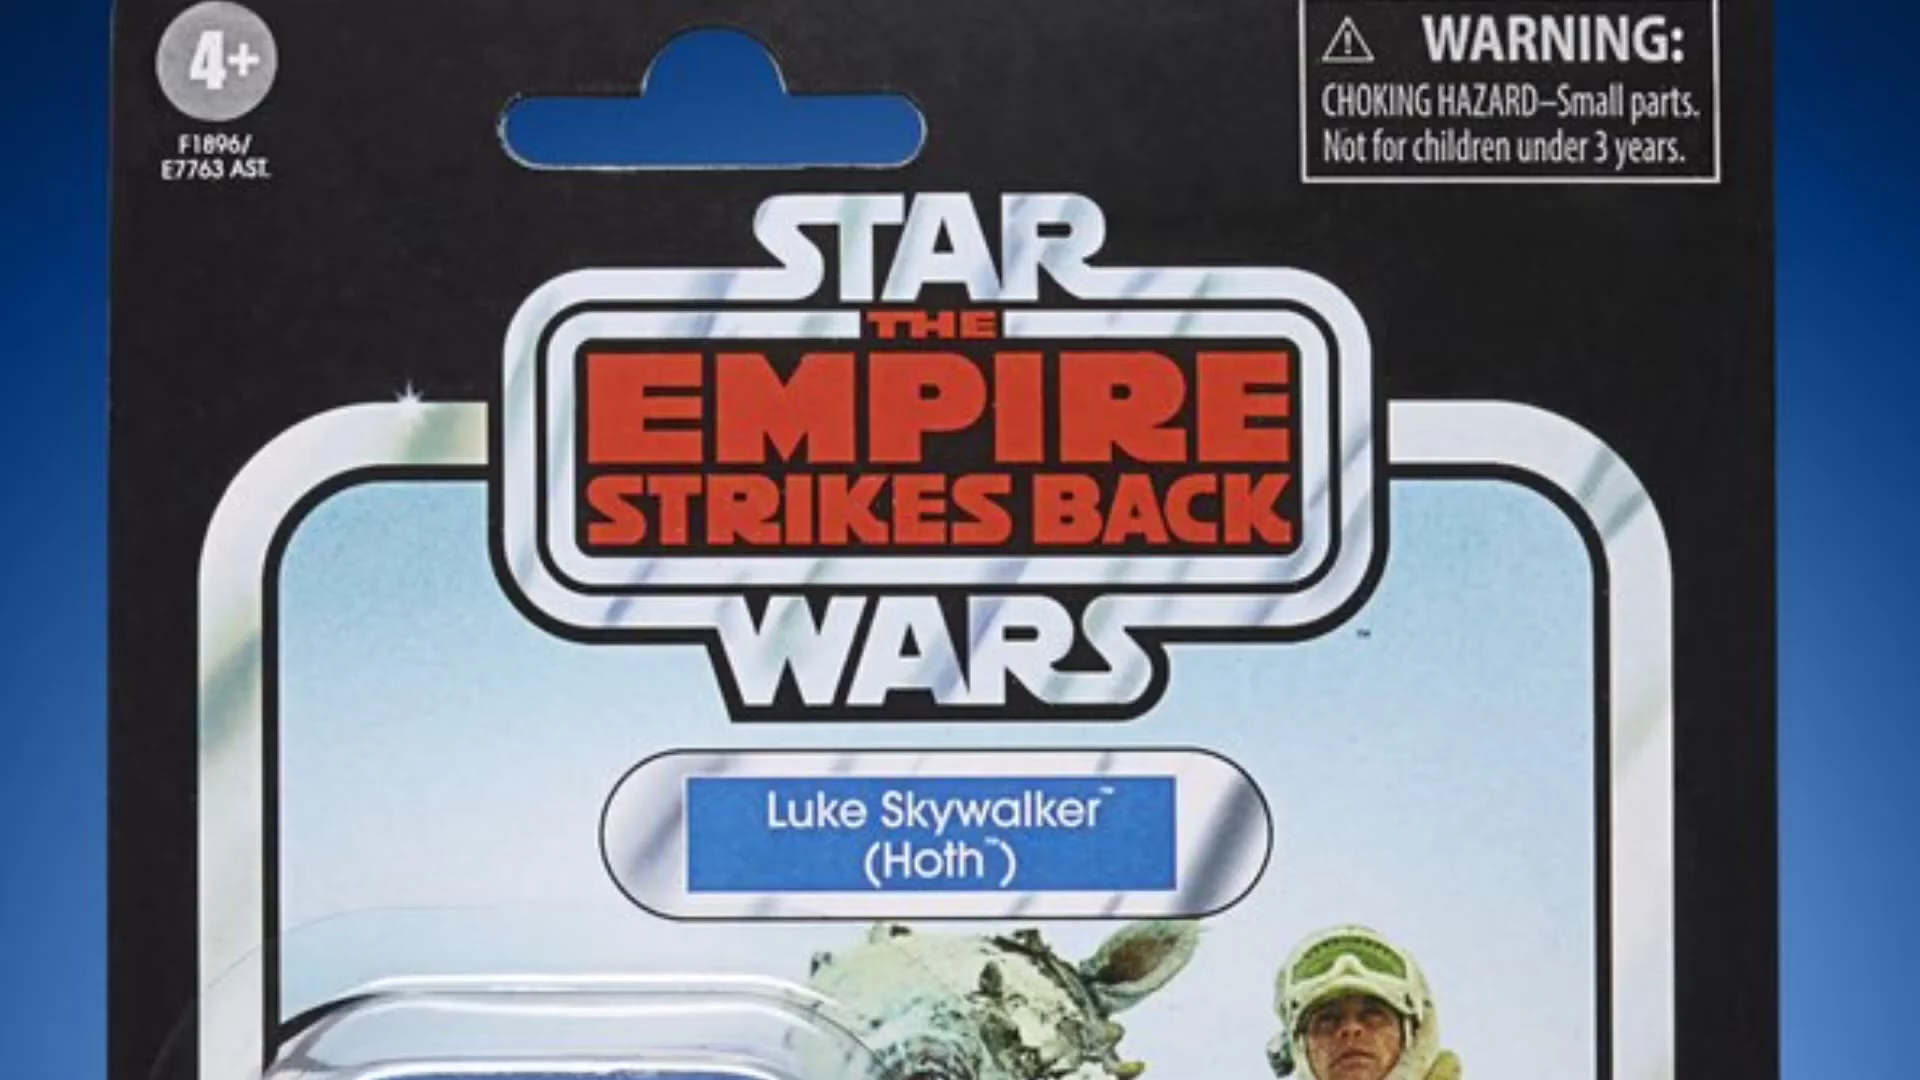 4+
F1896/
E7763 AST.
⚠ WARNING:
CHOKING HAZARD–Small parts.
Not for children under 3 years.
STAR
THE
EMPIRE
STRIKES BACK
WARS
™
Luke Skywalker™
(Hoth™)